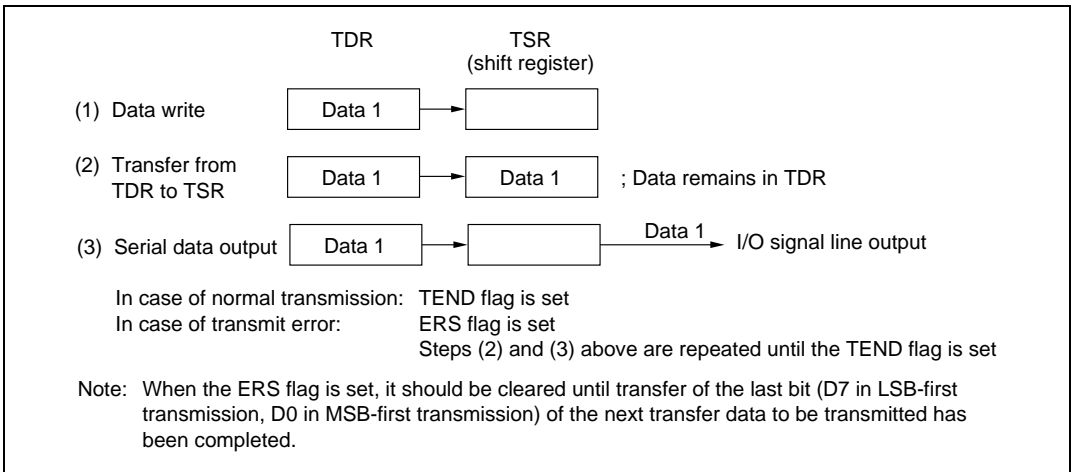 TDR TSR
(shift register)
(1) Data write Data 1
(2) Transfer from
TDR to TSR Data 1 Data 1 ; Data remains in TDR
(3) Serial data output Data 1 Data 1 I/O signal line output
In case of normal transmission: TEND flag is set
In case of transmit error: ERS flag is set
Steps (2) and (3) above are repeated until the TEND flag is set
Note: When the ERS flag is set, it should be cleared until transfer of the last bit (D7 in LSB-first
transmission, D0 in MSB-first transmission) of the next transfer data to be transmitted has
been completed.